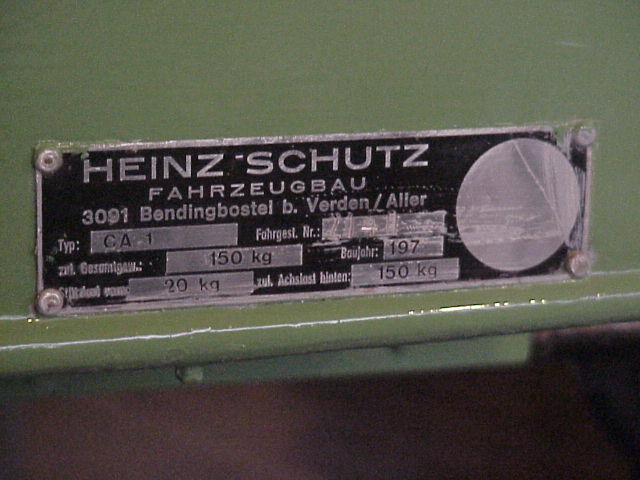 HEINZ SCHUTZ
FAHRZEUGBAU
3091 Bendingbostel b. Verden/Aller
Typ: CA 1 Fahrgest. Nr.:
zul. Gesamtgew.: 150 kg Baujahr: 197
20 kg zul. Achslast hinten: 150 kg